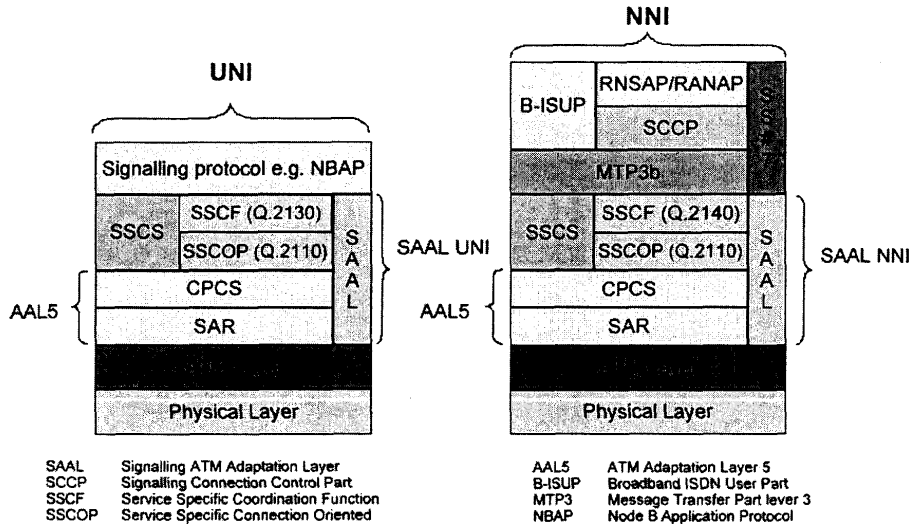 UNI
Signalling protocol e.g. NBAP
SSCS
SSCF (Q.2130)
SSCOP (Q.2110)
SAAL
SAAL UNI
AAL5
CPCS
SAR
Physical Layer
NNI
B-ISUP
RNSAP/RANAP
SCCP
MTP3b
SSCS
SSCF (Q.2140)
SSCOP (Q.2110)
SAAL
SAAL NNI
AAL5
CPCS
SAR
Physical Layer
SAAL Signalling ATM Adaptation Layer
SCCP Signalling Connection Control Part
SSCF Service Specific Coordination Function
SSCOP Service Specific Connection Oriented
AAL5 ATM Adaptation Layer 5
B-ISUP Broadband ISDN User Part
MTP3 Message Transfer Part lever 3
NBAP Node B Application Protocol